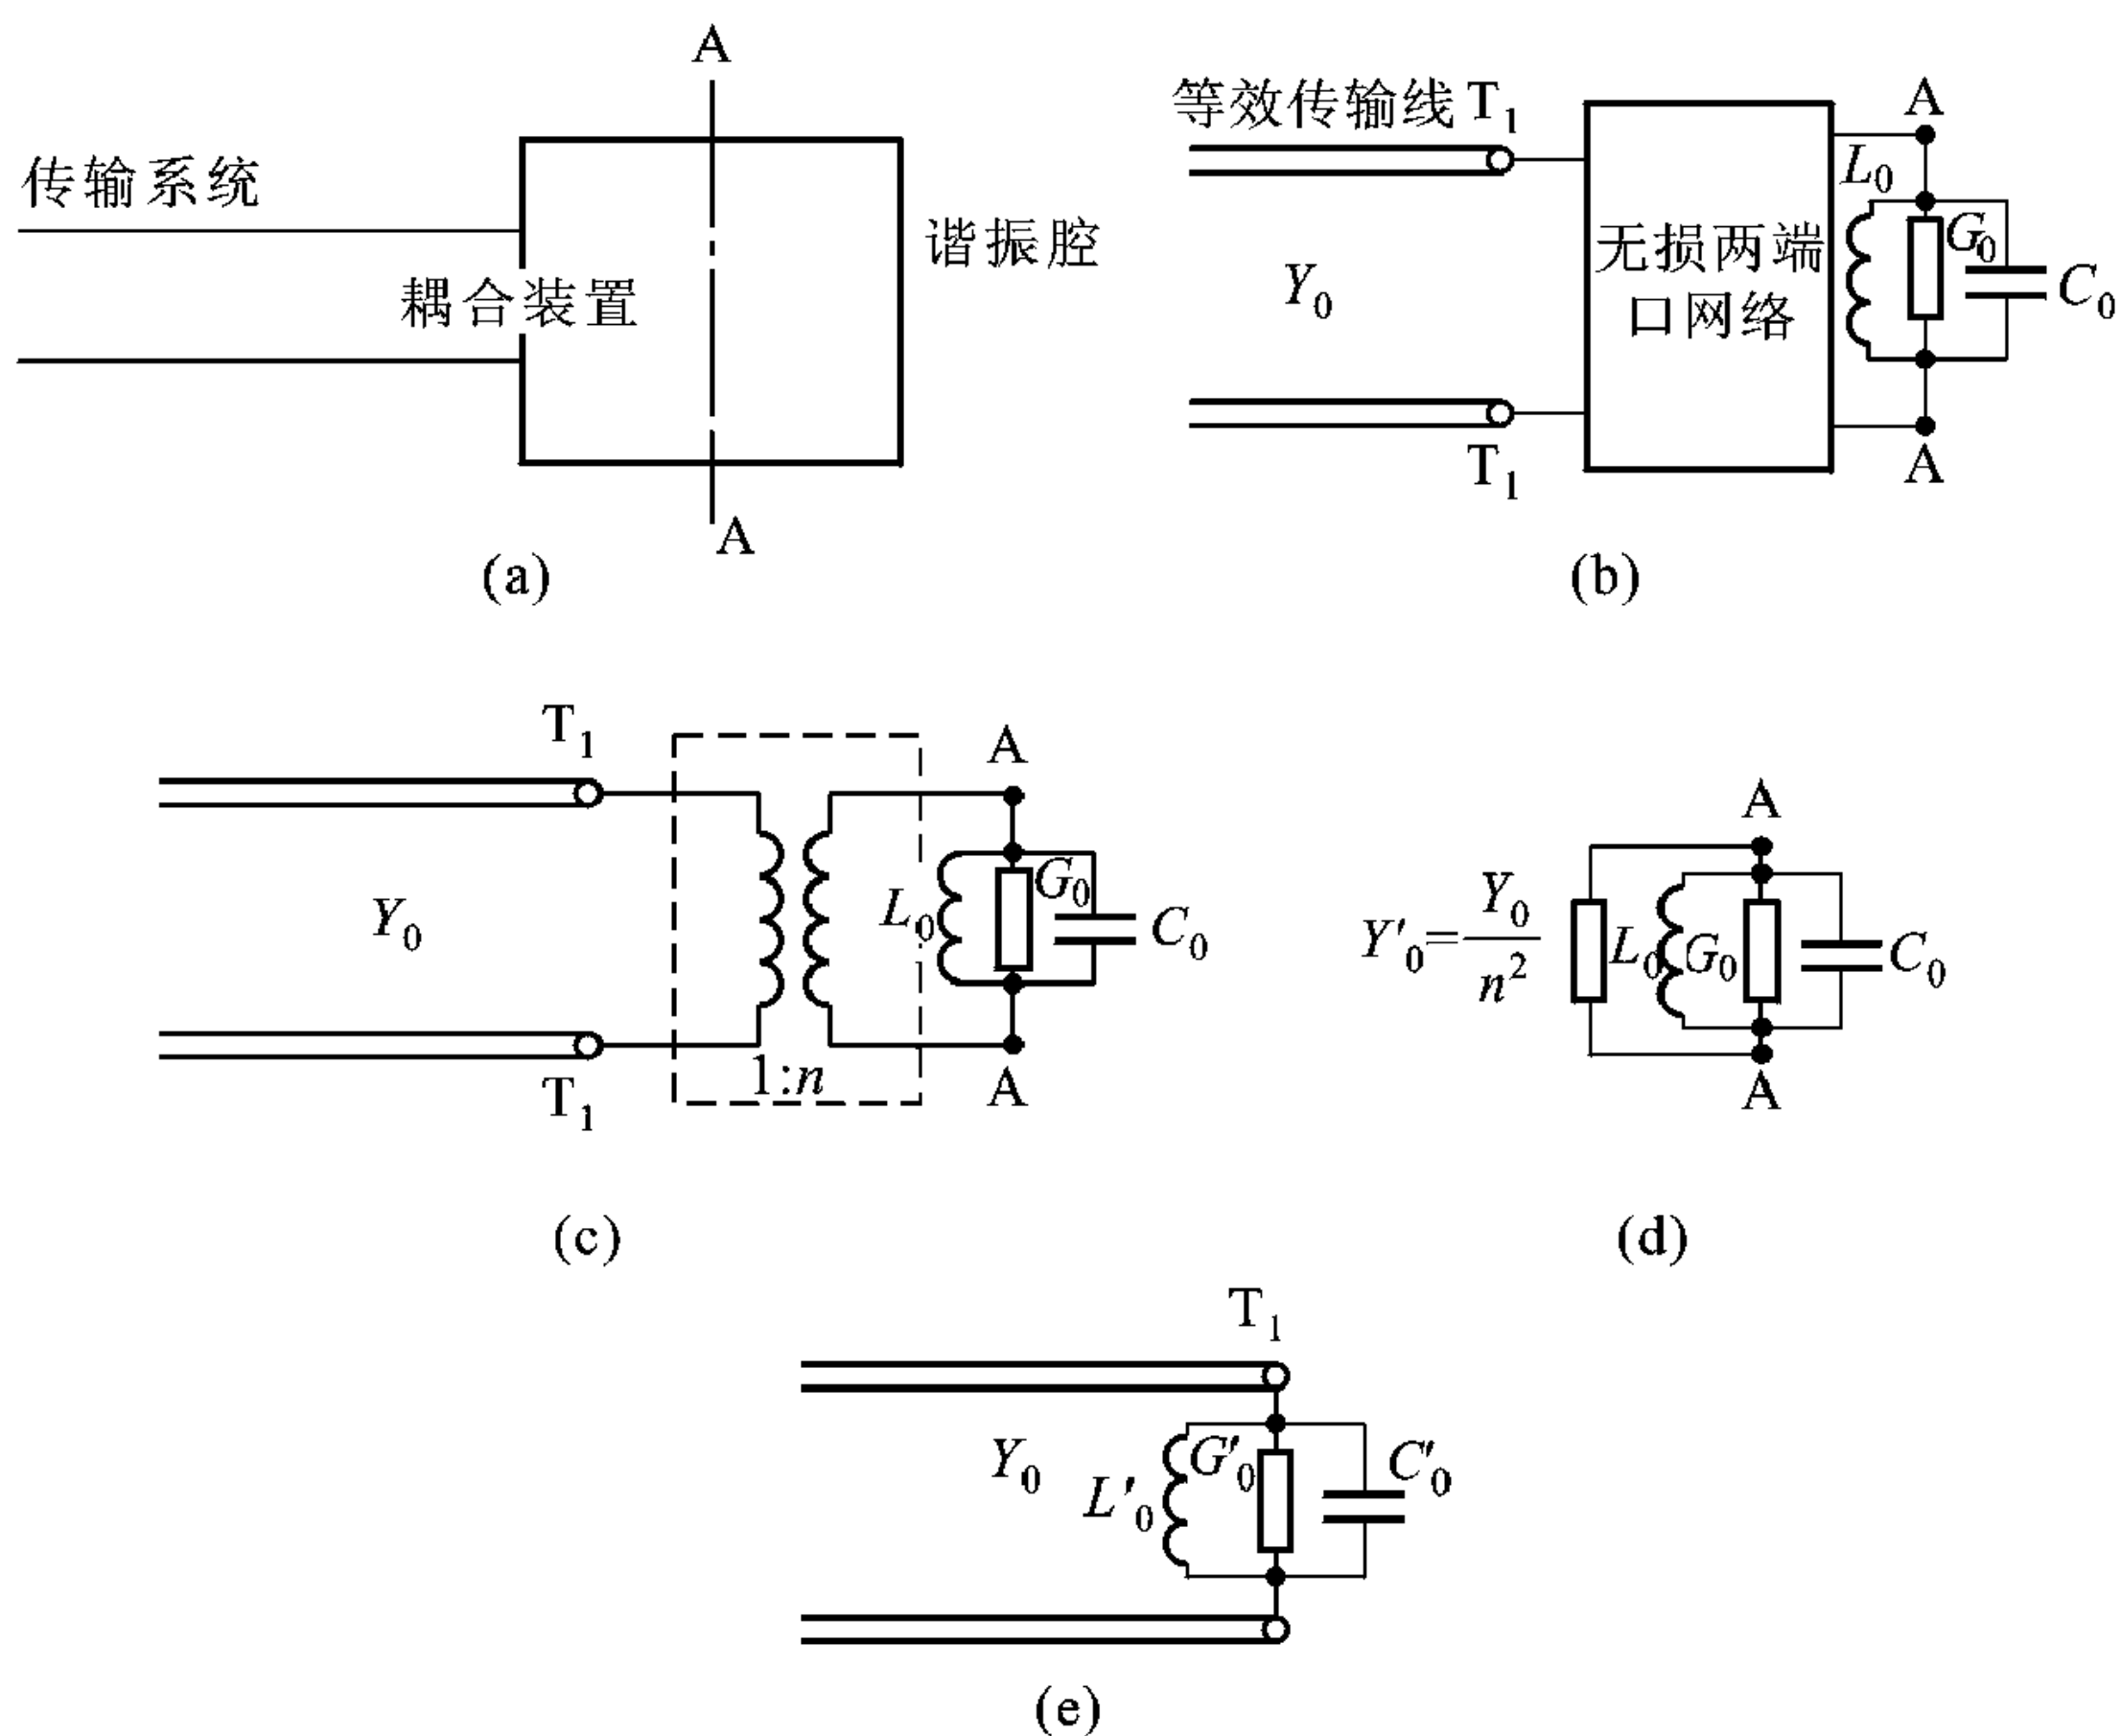 A
传输系统
耦合装置
谐振腔
A
(a)
等效传输线 T₁
A
Y₀
无损两端
口网络
L₀
G₀
C₀
T₁
A
(b)
T₁
A
Y₀
L₀
G₀
C₀
1:n
T₁
A
(c)
A
Y′₀=Y₀/n²
L₀
G₀
C₀
A
(d)
T₁
Y₀
L′₀
G′₀
C′₀
(e)